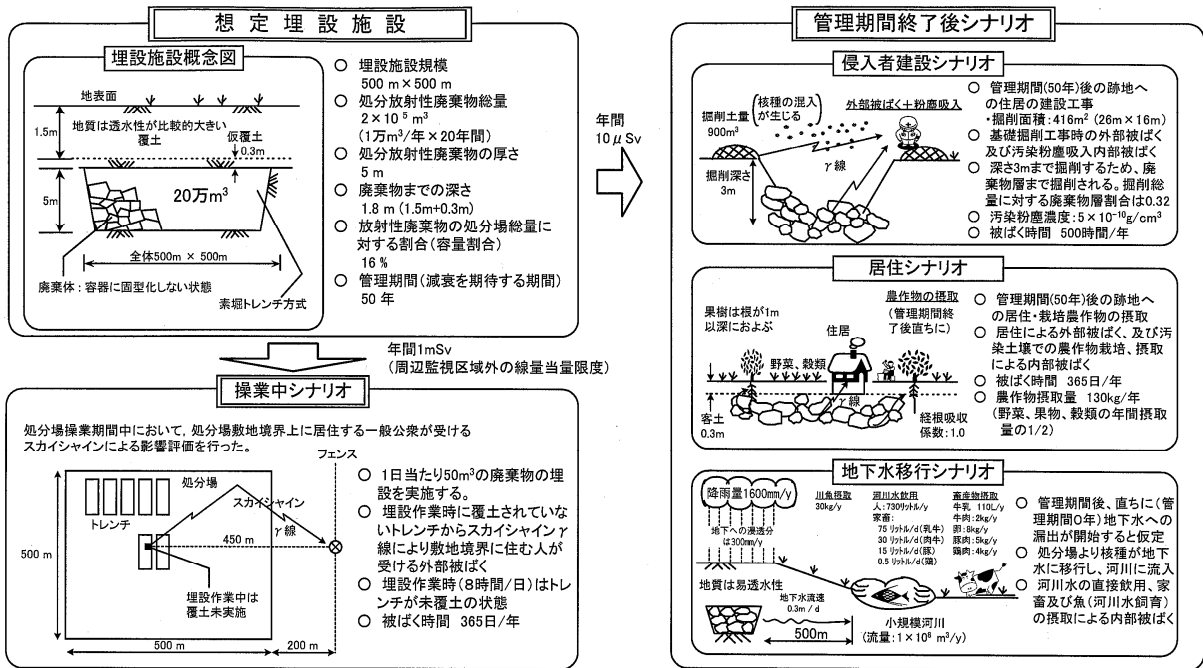 想定埋設施設
埋設施設概念図
地表面
1.5m
地質は透水性が比較的大きい
覆土
仮覆土
0.3m
5m
20万m³
全体500m × 500m
廃棄体：容器に固型化しない状態
素堀トレンチ方式
○ 埋設施設規模
500 m×500 m
○ 処分放射性廃棄物総量
2×10⁵ m³
(1万m³/年×20年間)
○ 処分放射性廃棄物の厚さ
5 m
○ 廃棄物までの深さ
1.8 m (1.5m+0.3m)
○ 放射性廃棄物の処分場総量に
対する割合(容量割合)
16 %
○ 管理期間(減衰を期待する期間)
50 年
年間
10μSv
年間1mSv
(周辺監視区域外の線量当量限度)
操業中シナリオ
処分場操業期間中において, 処分場敷地境界上に居住する一般公衆が受ける
スカイシャインによる影響評価を行った。
フェンス
処分場
スカイシャイン
γ線
トレンチ
450 m
500 m
埋設作業中は
覆土未実施
500 m
200 m
○ 1日当たり50m³の廃棄物の埋
設を実施する。
○ 埋設作業時に覆土されていな
いトレンチからスカイシャインγ
線により敷地境界に住む人が
受ける外部被ばく
○ 埋設作業時(8時間/日)はトレ
ンチが未覆土の状態
○ 被ばく時間 365日/年
管理期間終了後シナリオ
侵入者建設シナリオ
掘削土量
900m³
(核種の混入
が生じる)
外部被ばく＋粉塵吸入
γ線
掘削深さ
3m
○ 管理期間(50年)後の跡地へ
の住居の建設工事
・掘削面積：416m² (26m×16m)
○ 基礎掘削工事時の外部被ばく
及び汚染粉塵吸入内部被ばく
○ 深さ3mまで掘削するため、廃
棄物層まで掘削される。掘削総
量に対する廃棄物層割合は0.32
○ 汚染粉塵濃度：5×10⁻¹⁰g/cm³
○ 被ばく時間 500時間/年
居住シナリオ
果樹は根が1m
以深におよぶ
農作物の摂取
(管理期間終
了後直ちに)
住居
野菜、穀類
γ線
客土
0.3m
経根吸収
係数：1.0
○ 管理期間(50年)後の跡地へ
の居住・栽培農作物の摂取
○ 居住による外部被ばく、及び汚
染土壌での農作物栽培、摂取
による内部被ばく
○ 被ばく時間 365日/年
○ 農作物摂取量 130kg/年
(野菜、果物、穀類の年間摂取
量の1/2)
地下水移行シナリオ
降雨量1600mm/y
地下への浸透分
は300mm/y
川魚摂取
30kg/y
河川水飲用
人：730リットル/y
家畜：
75 リットル/d(乳牛)
30 リットル/d(肉牛)
15 リットル/d(豚)
0.5 リットル/d(鶏)
畜産物摂取
牛乳 110L/y
牛肉：2kg/y
卵：8kg/y
豚肉：5kg/y
鶏肉：4kg/y
地質は易透水性
地下水流速
0.3m / d
500m
小規模河川
(流量：1×10⁸ m³/y)
○ 管理期間後、直ちに(管
理期間0年)地下水への
漏出が開始すると仮定
○ 処分場より核種が地下
水に移行し、河川に流入
○ 河川水の直接飲用、家
畜及び魚(河川水飼育)
の摂取による内部被ばく